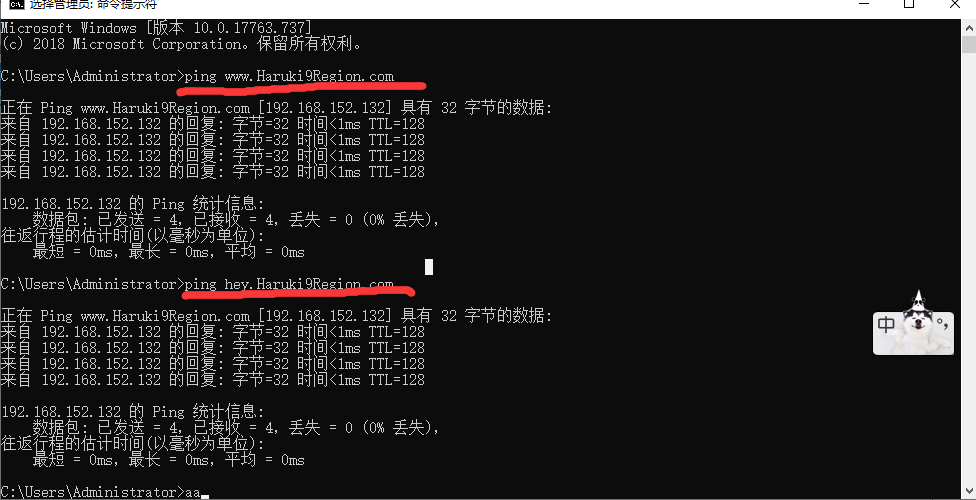 选择管理员: 命令提示符
Microsoft Windows [版本 10.0.17763.737]
(c) 2018 Microsoft Corporation。保留所有权利。
C:\Users\Administrator>ping www.Haruki9Region.com
正在 Ping www.Haruki9Region.com [192.168.152.132] 具有 32 字节的数据:
来自 192.168.152.132 的回复: 字节=32 时间<1ms TTL=128
来自 192.168.152.132 的回复: 字节=32 时间<1ms TTL=128
来自 192.168.152.132 的回复: 字节=32 时间<1ms TTL=128
来自 192.168.152.132 的回复: 字节=32 时间<1ms TTL=128
192.168.152.132 的 Ping 统计信息:
数据包: 已发送 = 4, 已接收 = 4, 丢失 = 0 (0% 丢失),
往返行程的估计时间(以毫秒为单位):
最短 = 0ms, 最长 = 0ms, 平均 = 0ms
C:\Users\Administrator>ping hey.Haruki9Region.com
正在 Ping www.Haruki9Region.com [192.168.152.132] 具有 32 字节的数据:
来自 192.168.152.132 的回复: 字节=32 时间<1ms TTL=128
来自 192.168.152.132 的回复: 字节=32 时间<1ms TTL=128
来自 192.168.152.132 的回复: 字节=32 时间<1ms TTL=128
来自 192.168.152.132 的回复: 字节=32 时间<1ms TTL=128
192.168.152.132 的 Ping 统计信息:
数据包: 已发送 = 4, 已接收 = 4, 丢失 = 0 (0% 丢失),
往返行程的估计时间(以毫秒为单位):
最短 = 0ms, 最长 = 0ms, 平均 = 0ms
C:\Users\Administrator>aa
中 °,